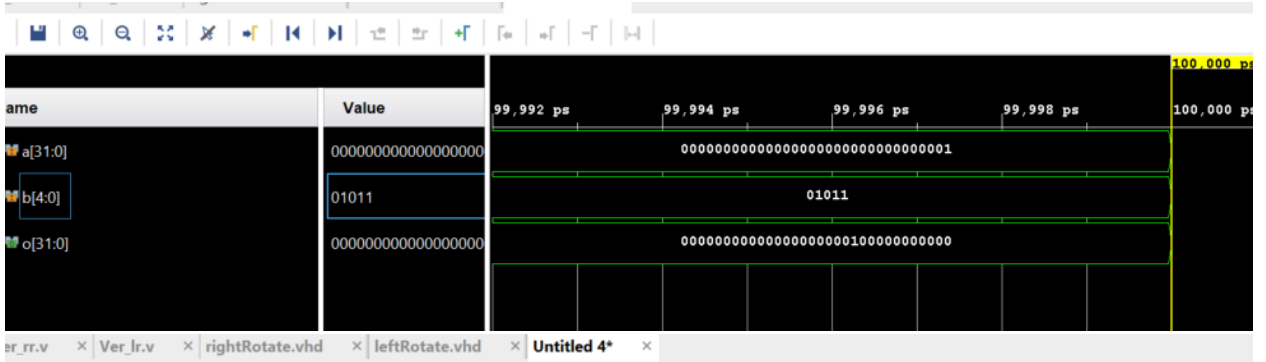 100,000 ps
ame
Value
99,992 ps
99,994 ps
99,996 ps
99,998 ps
100,000 ps
a[31:0]
000000000000000000
00000000000000000000000000000001
b[4:0]
01011
01011
o[31:0]
000000000000000000
00000000000000000000100000000000
er_rr.v × Ver_lr.v × rightRotate.vhd × leftRotate.vhd × Untitled 4* ×